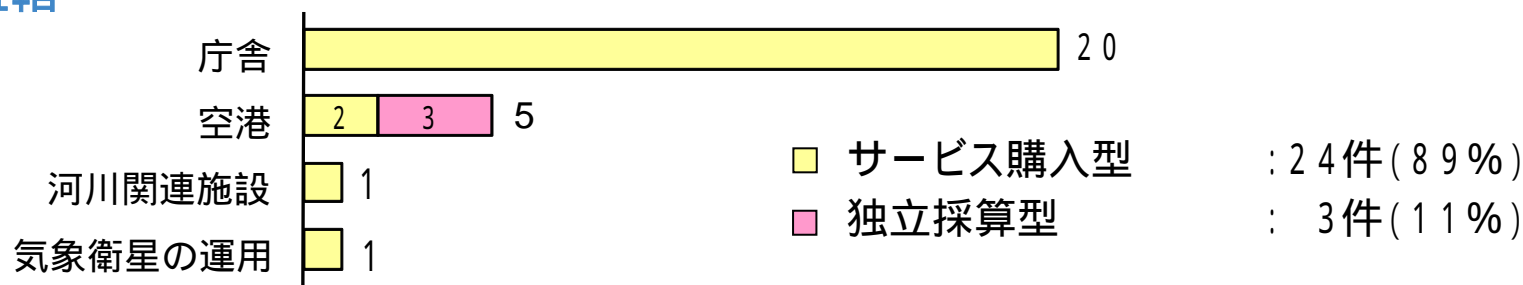 庁舎 20
空港 2 3 5
河川関連施設 1
気象衛星の運用 1
サービス購入型 :24件(89%)
独立採算型 : 3件(11%)